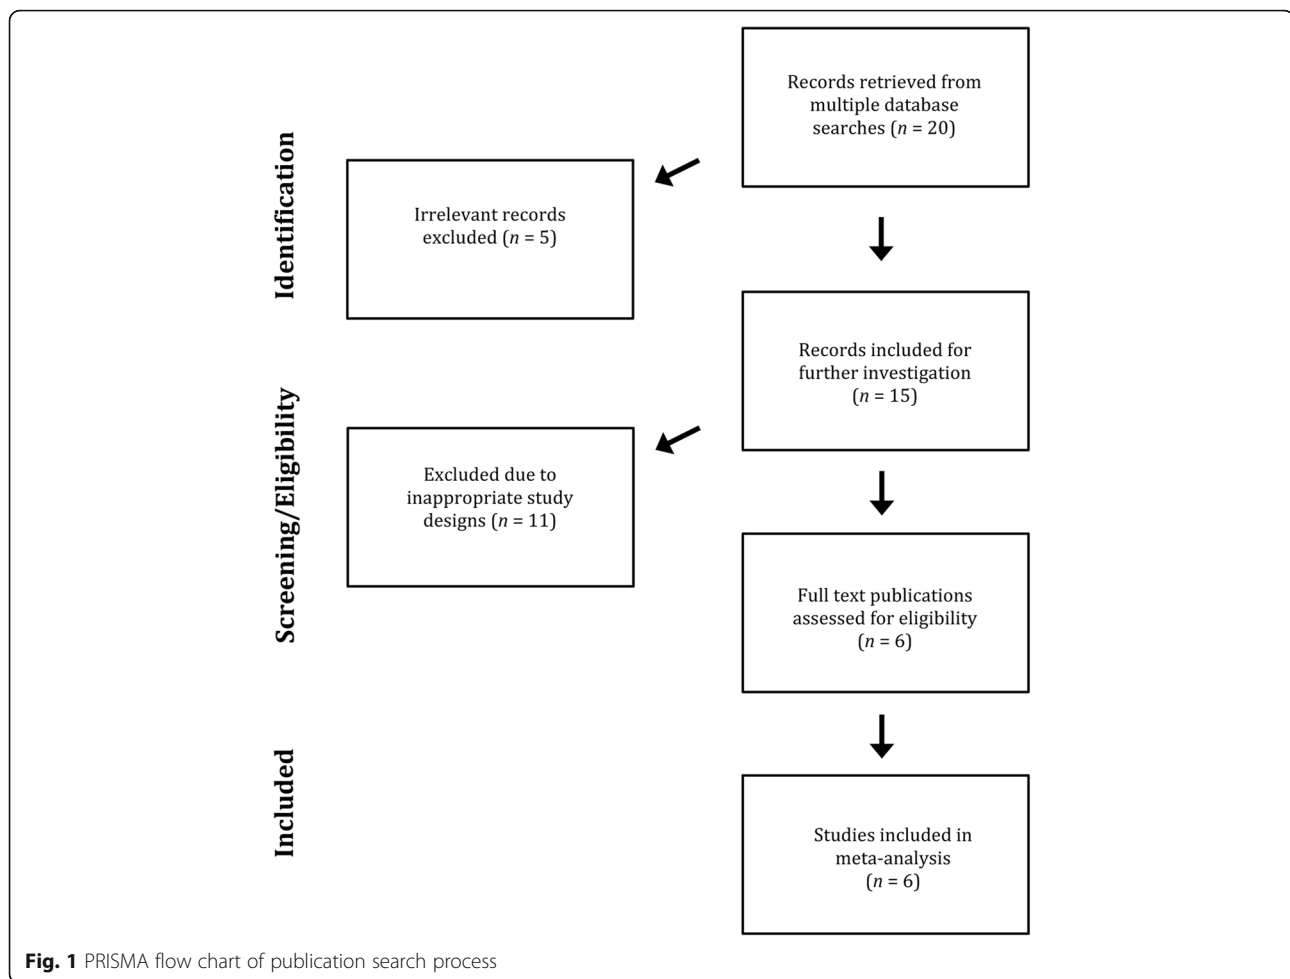 Records retrieved from
multiple database
searches (n = 20)
Identification
Irrelevant records
excluded (n = 5)
Records included for
further investigation
(n = 15)
Screening/Eligibility
Excluded due to
inappropriate study
designs (n = 11)
Full text publications
assessed for eligibility
(n = 6)
Included
Studies included in
meta-analysis
(n = 6)
Fig. 1 PRISMA flow chart of publication search process